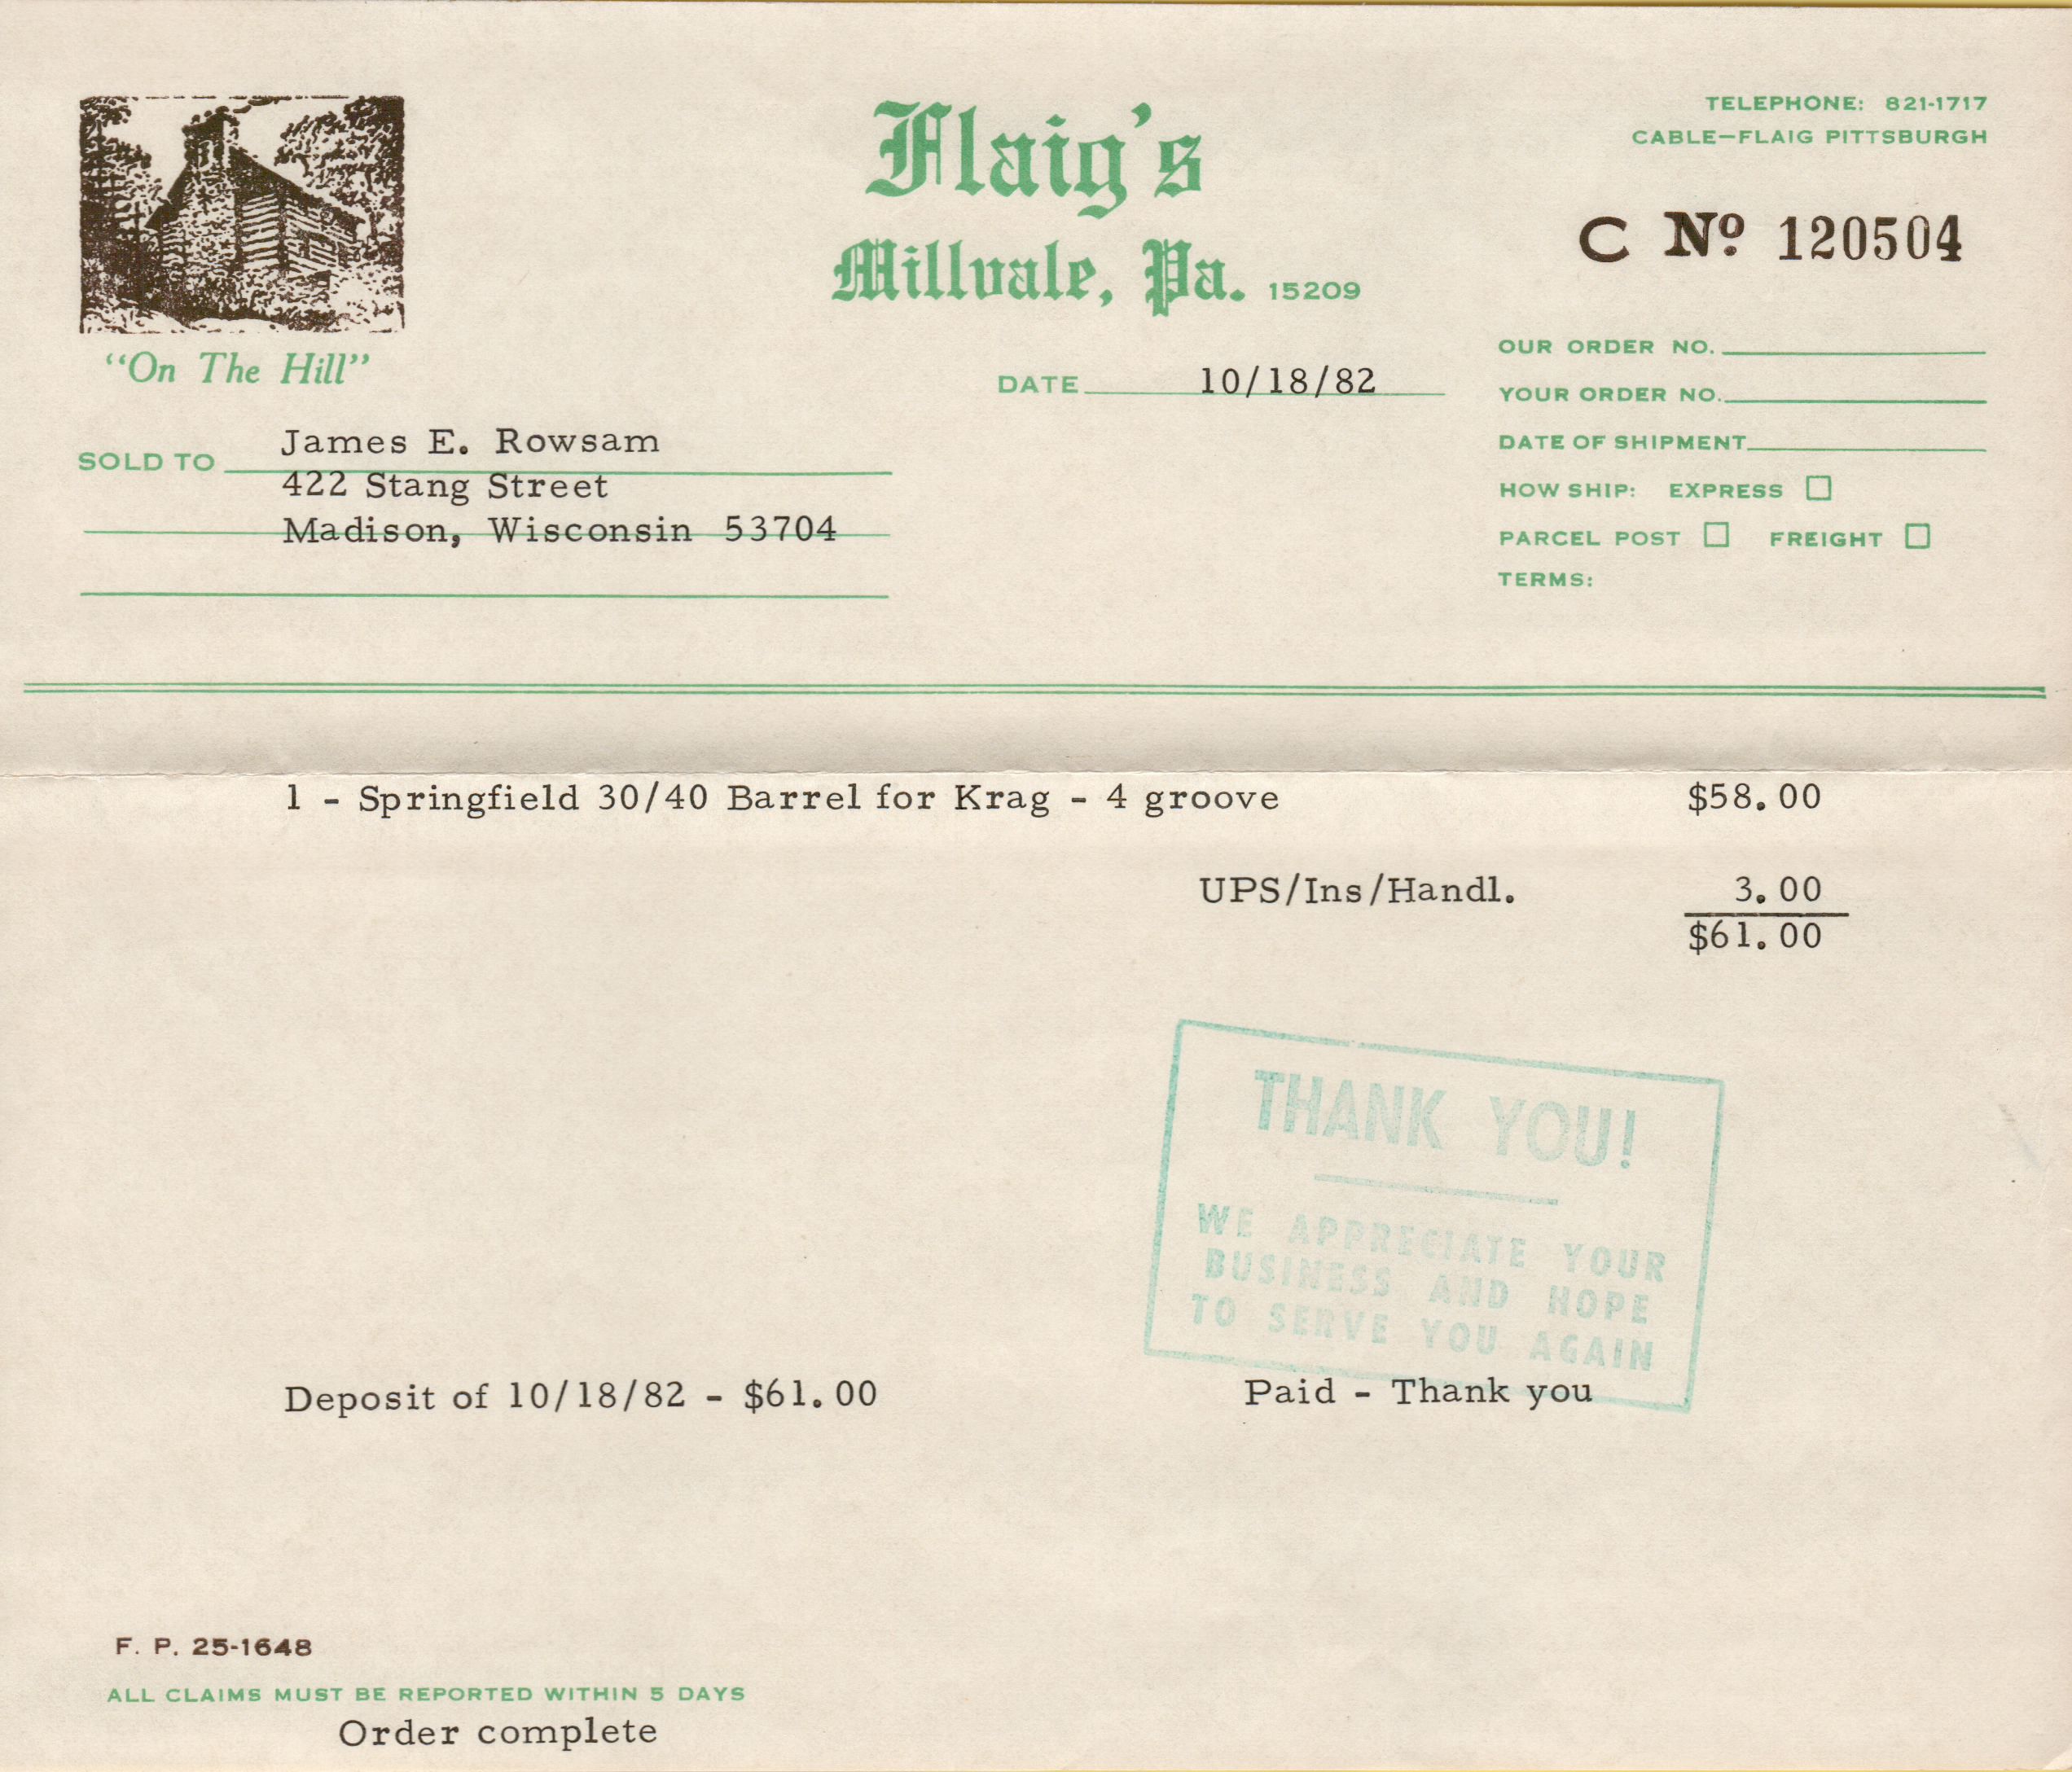 Flaig's
Millvale, Pa. 15209
"On The Hill"
TELEPHONE: 821-1717
CABLE—FLAIG PITTSBURGH
C Nº 120504
DATE 10/18/82
SOLD TO James E. Rowsam
422 Stang Street
Madison, Wisconsin 53704
OUR ORDER NO.
YOUR ORDER NO.
DATE OF SHIPMENT
HOW SHIP: EXPRESS
PARCEL POST FREIGHT
TERMS:
1 - Springfield 30/40 Barrel for Krag - 4 groove $58.00
UPS/Ins/Handl. 3.00
$61.00
THANK YOU!
WE APPRECIATE YOUR
BUSINESS AND HOPE
TO SERVE YOU AGAIN
Deposit of 10/18/82 - $61.00 Paid - Thank you
F. P. 25-1648
ALL CLAIMS MUST BE REPORTED WITHIN 5 DAYS
Order complete